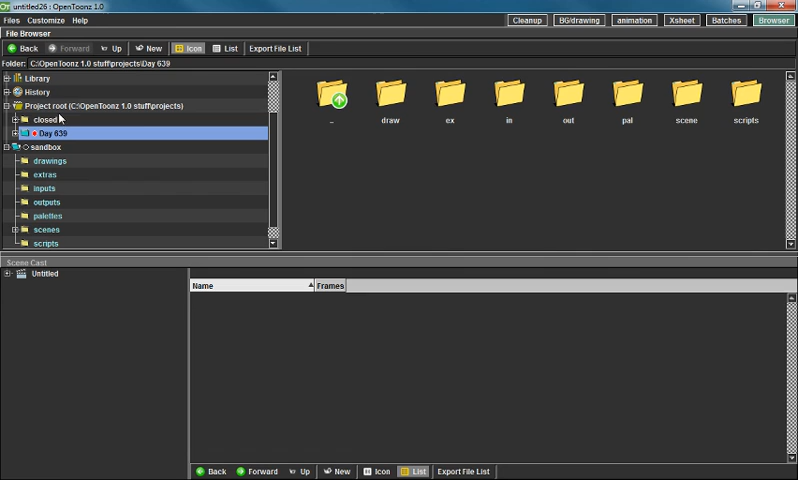 untitled26 : OpenToonz 1.0
Files Customize Help Cleanup BG/drawing animation Xsheet Batches Browser
File Browser
Back Forward Up New Icon List Export File List
Folder: C:\OpenToonz 1.0 stuff\projects\Day 639
Library
History
Project root (C:\OpenToonz 1.0 stuff\projects)
closed
Day 639
sandbox
drawings
extras
inputs
outputs
palettes
scenes
scripts
.. draw ex in out pal scene scripts
Scene Cast
Untitled
Name Frames
Back Forward Up New Icon List Export File List